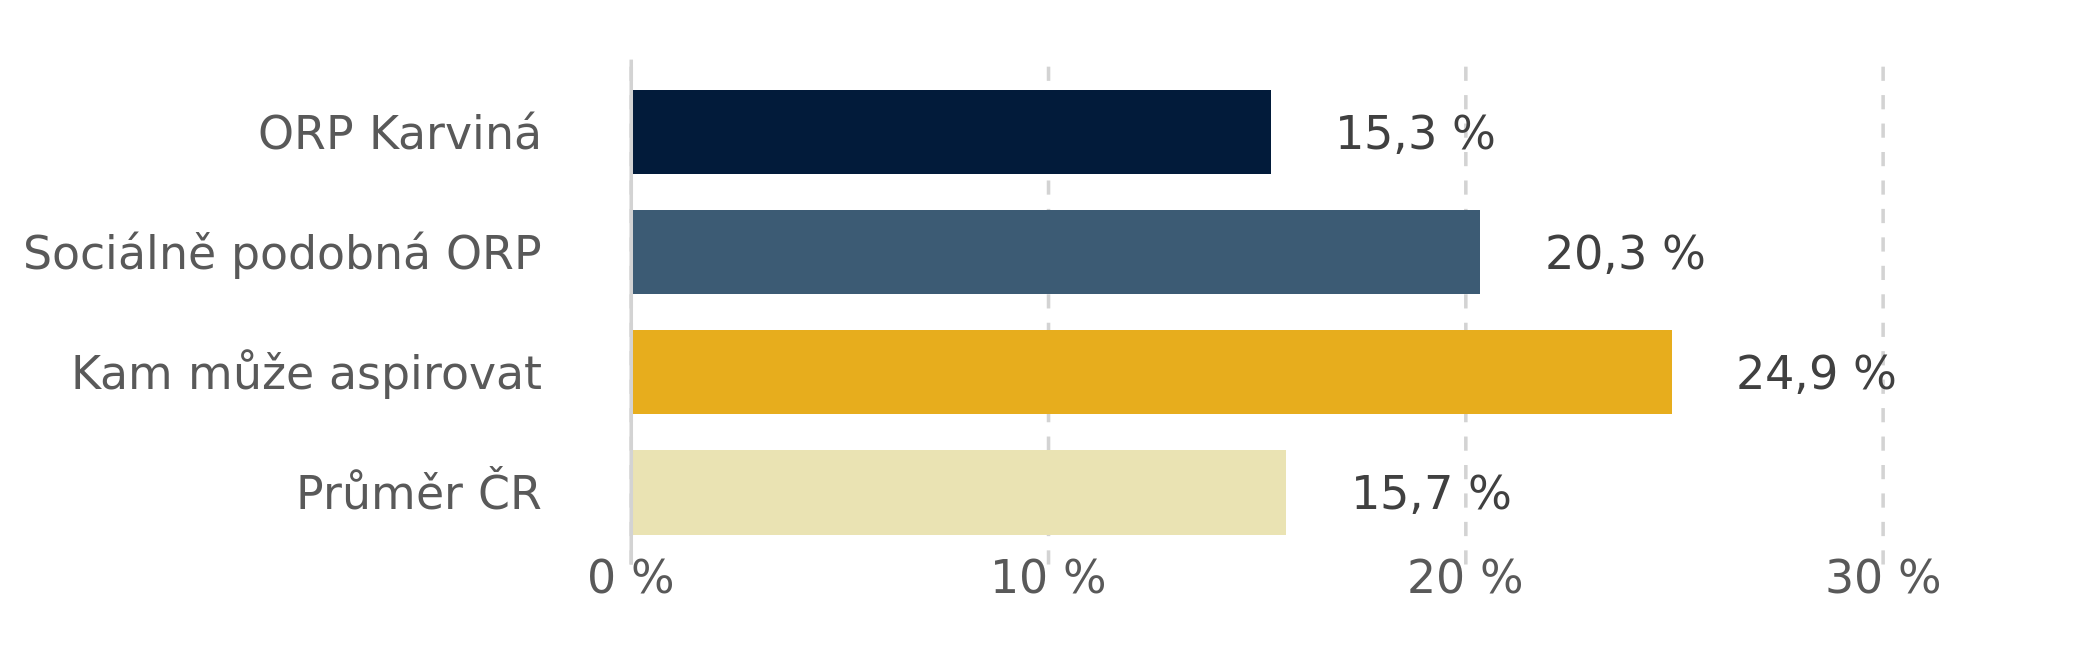 ORP Karviná 15,3 %
Sociálně podobná ORP 20,3 %
Kam může aspirovat 24,9 %
Průměr ČR 15,7 %
0 % 10 % 20 % 30 %